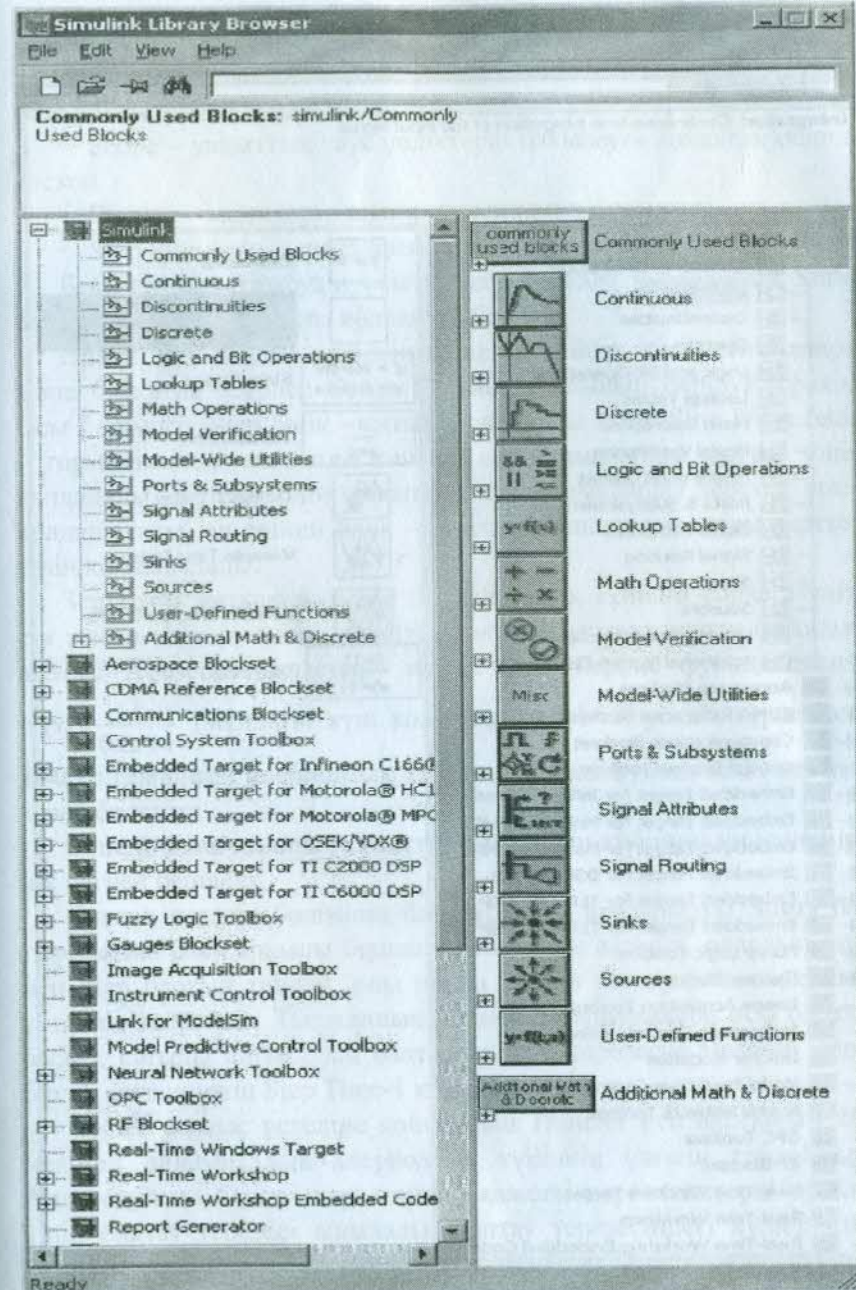 Simulink Library Browser
File Edit View Help
Commonly Used Blocks: simulink/Commonly
Used Blocks
Simulink
Commonly Used Blocks
Continuous
Discontinuities
Discrete
Logic and Bit Operations
Lookup Tables
Math Operations
Model Verification
Model-Wide Utilities
Ports & Subsystems
Signal Attributes
Signal Routing
Sinks
Sources
User-Defined Functions
Additional Math & Discrete
Aerospace Blockset
CDMA Reference Blockset
Communications Blockset
Control System Toolbox
Embedded Target for Infineon C166®
Embedded Target for Motorola® HC1
Embedded Target for Motorola® MPC
Embedded Target for OSEK/VDX®
Embedded Target for TI C2000 DSP
Embedded Target for TI C6000 DSP
Fuzzy Logic Toolbox
Gauges Blockset
Image Acquisition Toolbox
Instrument Control Toolbox
Link for ModelSim
Model Predictive Control Toolbox
Neural Network Toolbox
OPC Toolbox
RF Blockset
Real-Time Windows Target
Real-Time Workshop
Real-Time Workshop Embedded Code
Report Generator
commonly
used blocks
Commonly Used Blocks
Continuous
Discontinuities
Discrete
Logic and Bit Operations
y=f(u)
Lookup Tables
Math Operations
Model Verification
Misc
Model-Wide Utilities
Ports & Subsystems
Signal Attributes
Signal Routing
Sinks
Sources
User-Defined Functions
Additional Math
& Discrete
Additional Math & Discrete
Ready